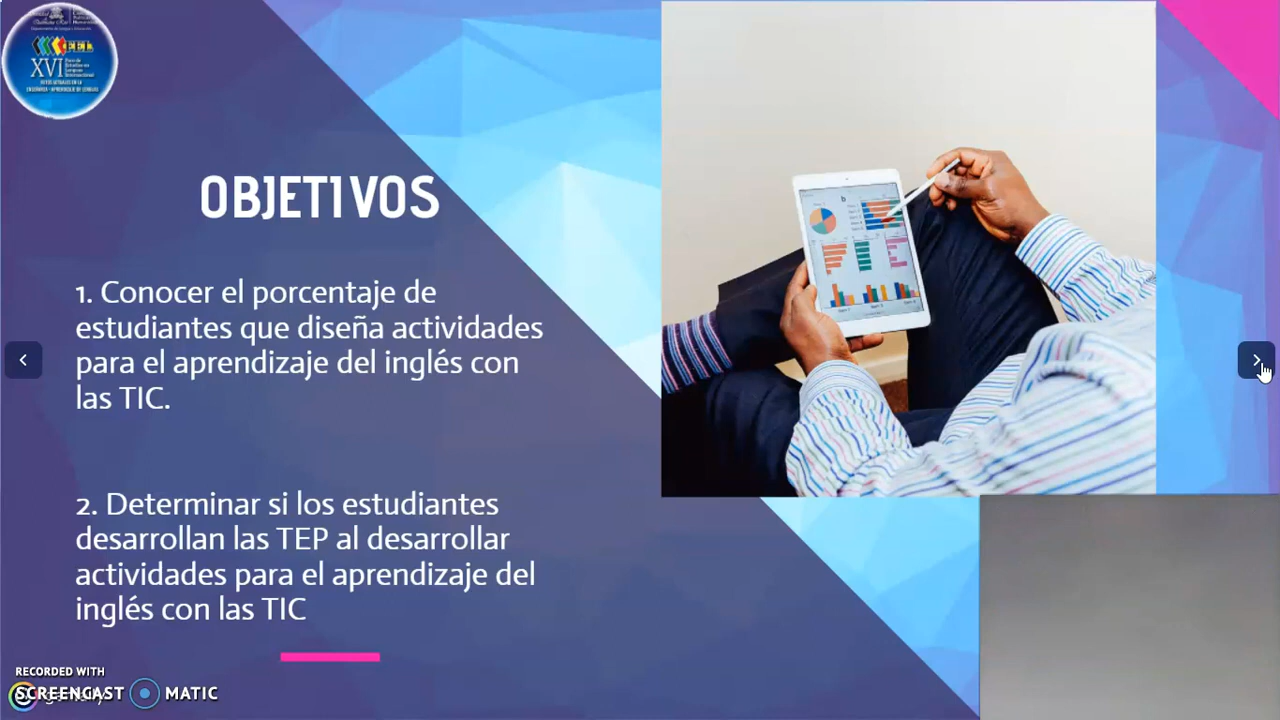 XVI
OBJETIVOS
1. Conocer el porcentaje de
estudiantes que diseña actividades
para el aprendizaje del inglés con
las TIC.
2. Determinar si los estudiantes
desarrollan las TEP al desarrollar
actividades para el aprendizaje del
inglés con las TIC
RECORDED WITH
SCREENCAST MATIC